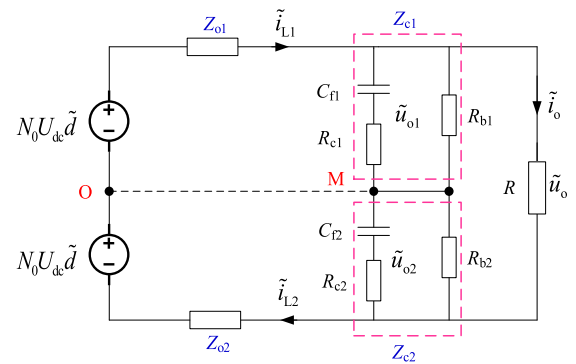 Z_o1
ĩ_L1
Z_c1
C_f1
R_c1
ũ_o1
R_b1
ĩ_o
N_0U_dc d̃
O
M
R
ũ_o
N_0U_dc d̃
C_f2
R_c2
ũ_o2
R_b2
ĩ_L2
Z_o2
Z_c2